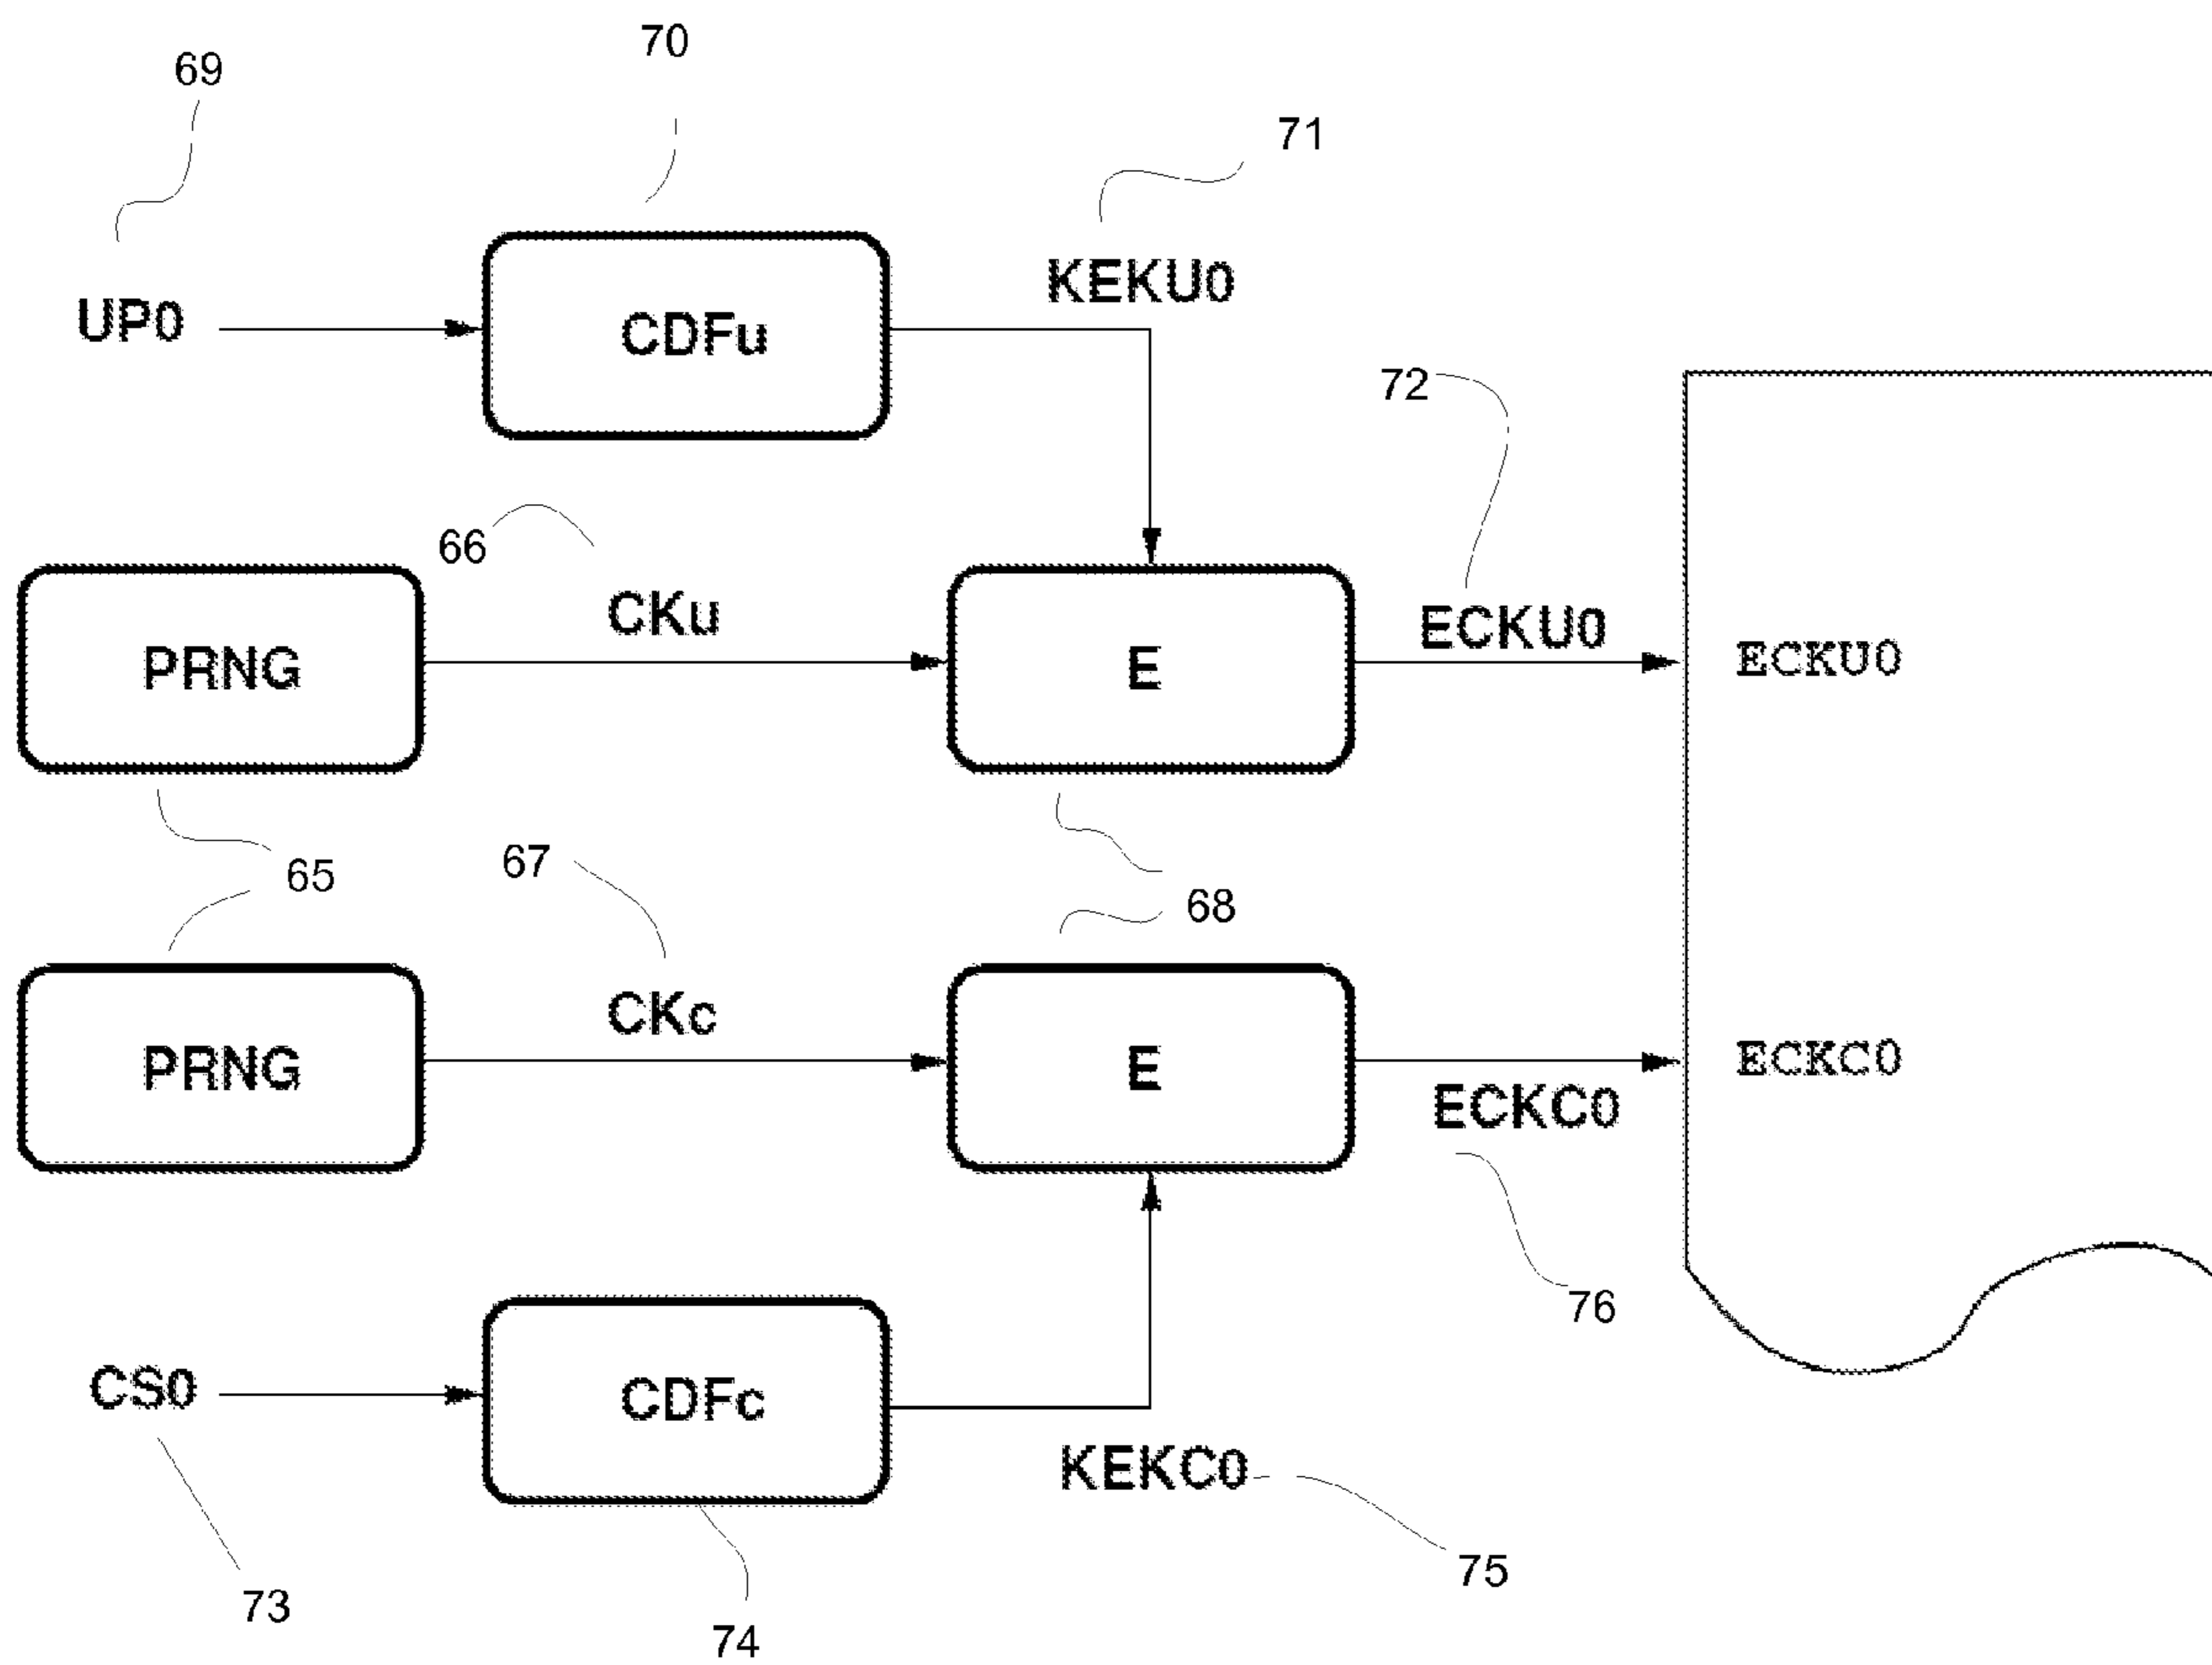 70
69
71
KEKU0
UP0
CDFu
72
66
CKu
ECKU0
PRNG
E
ECKU0
67
65
68
CKc
PRNG
E
ECKC0
ECKC0
76
CS0
CDFc
KEKC0
75
73
74